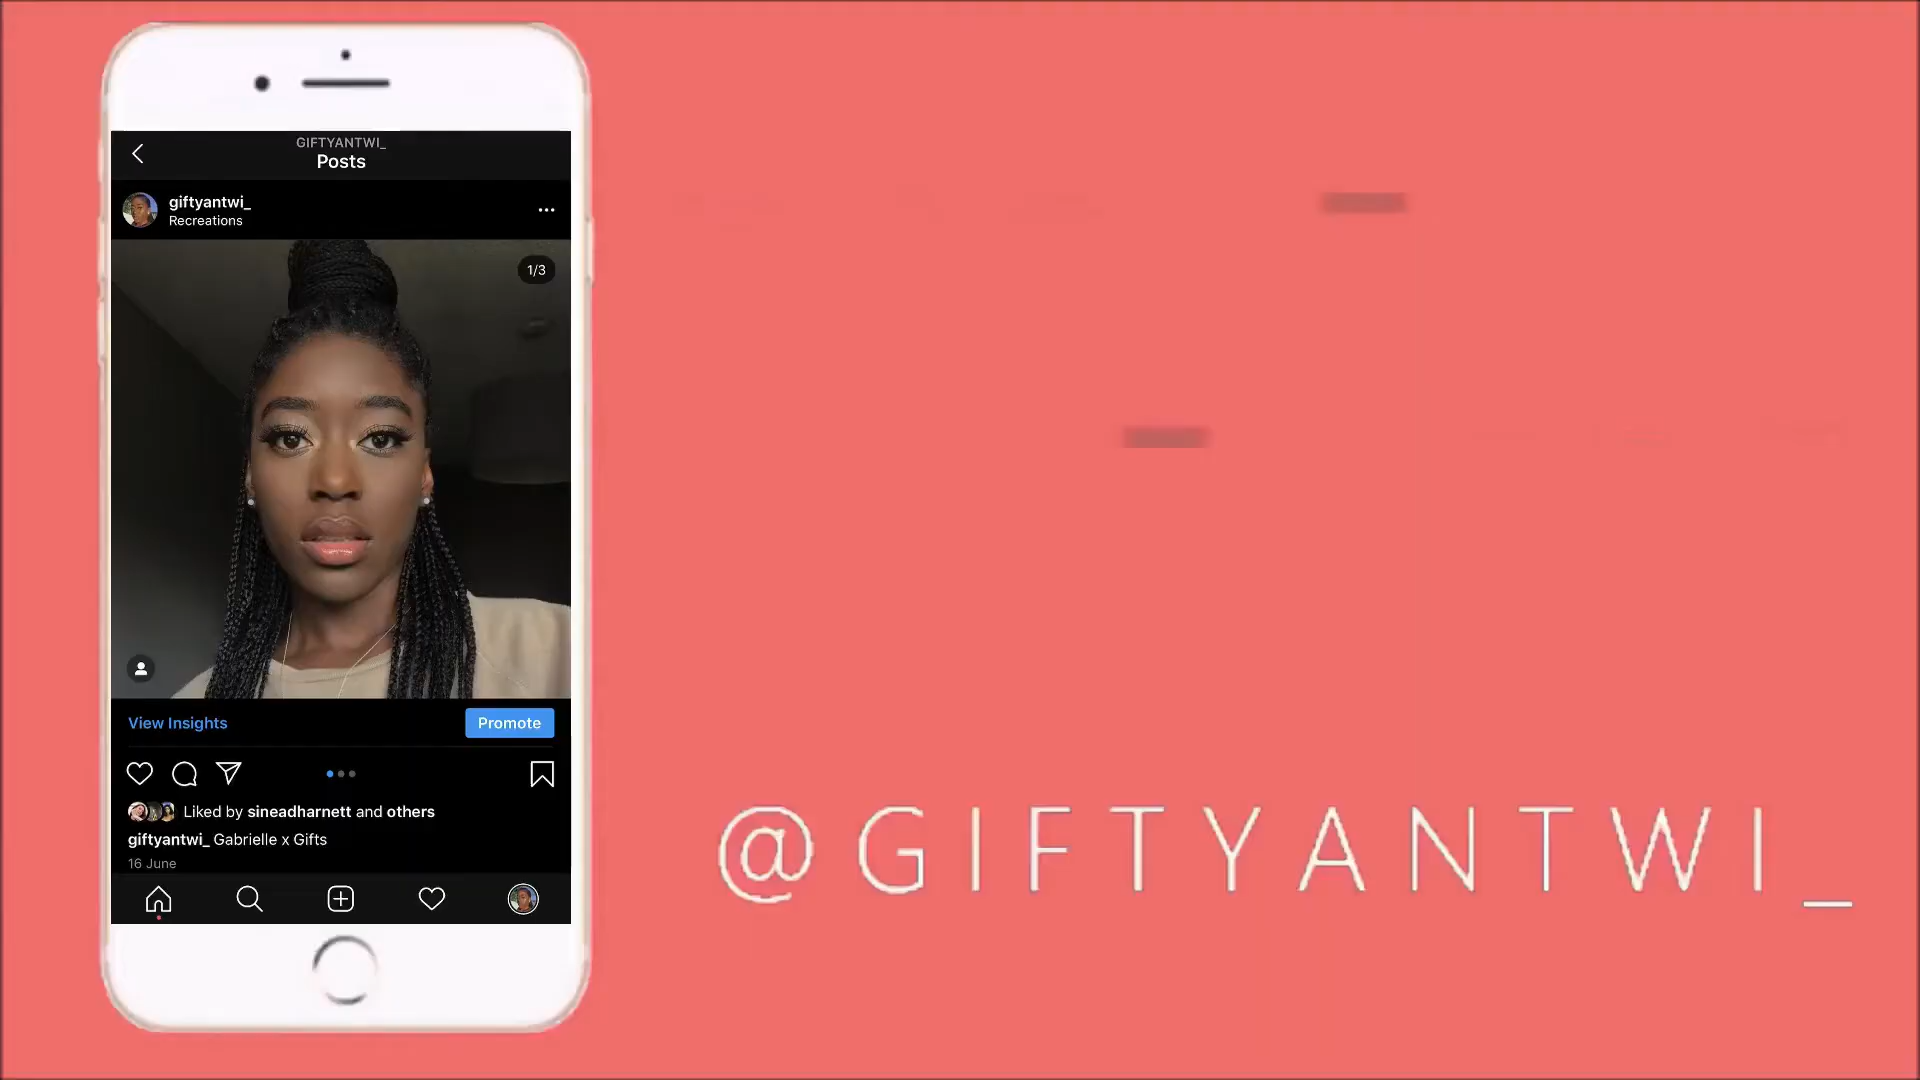 GIFTYANTWI_
Posts
giftyantwi_
Recreations
1/3
View Insights
Promote
Liked by sineadharnett and others
giftyantwi_ Gabrielle x Gifts
16 June
@GIFTYANTWI_